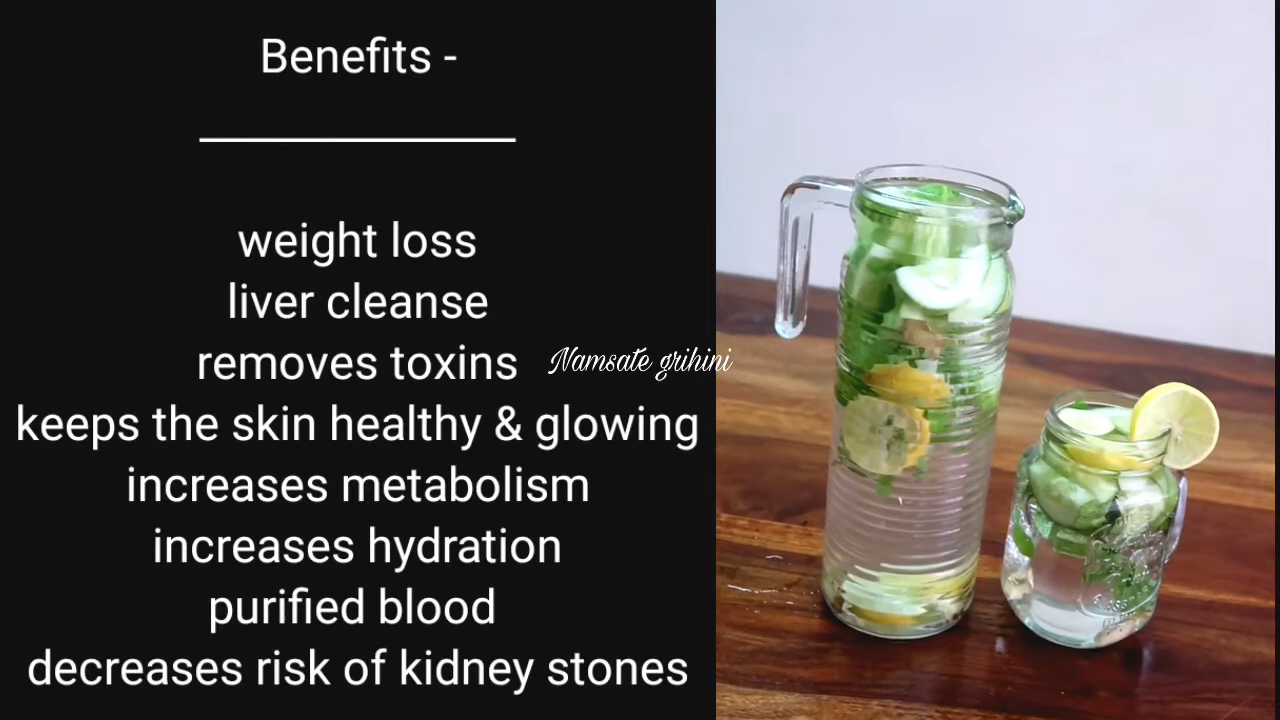 Benefits -
weight loss
liver cleanse
removes toxins
Namsate grihini
keeps the skin healthy & glowing
increases metabolism
increases hydration
purified blood
decreases risk of kidney stones